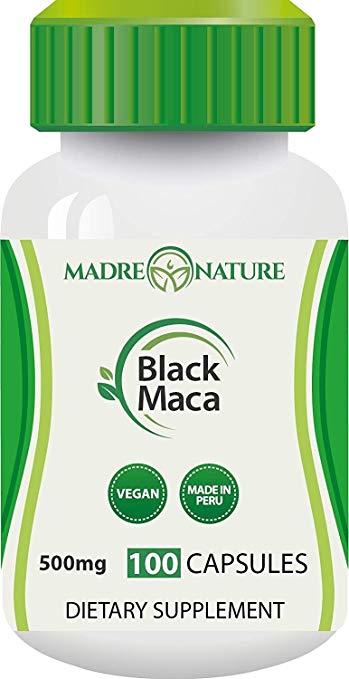 MADRE NATURE
Black
Maca
VEGAN
MADE IN
PERU
500mg 100 CAPSULES
DIETARY SUPPLEMENT